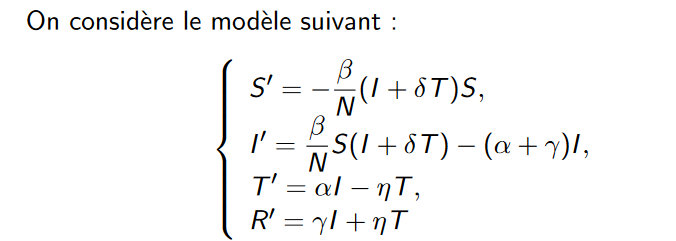 On considère le modèle suivant :
S′ = −β/N(I + δT)S,
I′ = β/N S(I + δT) − (α + γ)I,
T′ = αI − ηT,
R′ = γI + ηT